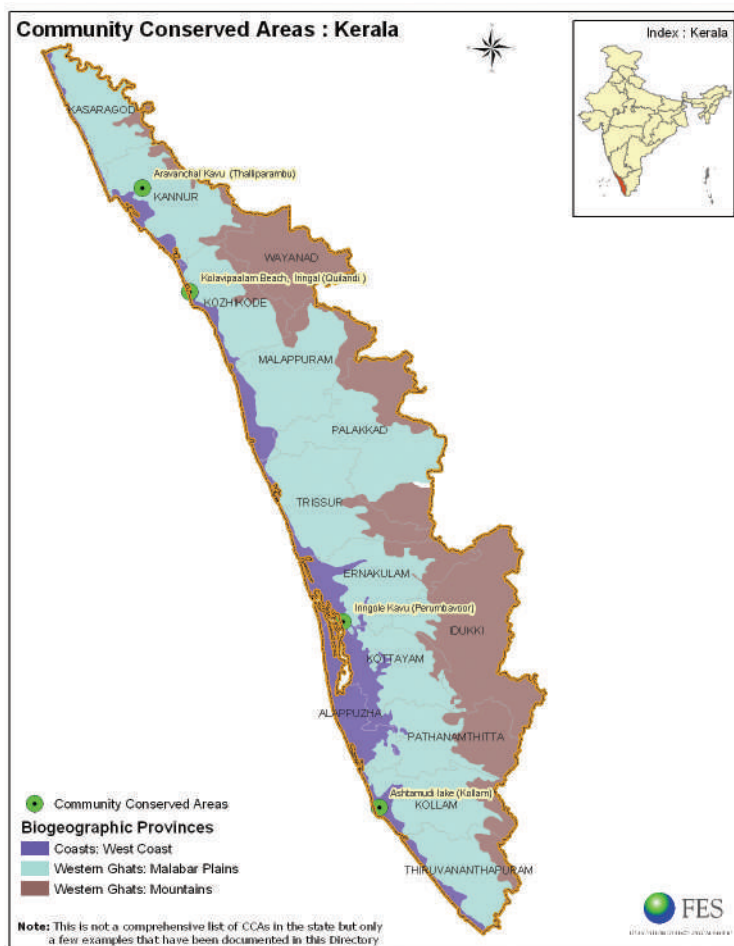 Community Conserved Areas : Kerala
Index : Kerala
KASARAGOD
Aravanchal Kavu (Thalliparambu)
KANNUR
WAYANAD
Kolavipaalam Beach, Iringal (Quilandi )
KOZHIKODE
MALAPPURAM
PALAKKAD
TRISSUR
ERNAKULAM
Iringole Kavu (Perumbavoor)
IDUKKI
KOTTAYAM
ALAPPUZHA
PATHANAMTHITTA
Ashtamudi lake (Kollam)
KOLLAM
THIRUVANANTHAPURAM
Community Conserved Areas
Biogeographic Provinces
Coasts: West Coast
Western Ghats: Malabar Plains
Western Ghats: Mountains
FES
Note: This is not a comprehensive list of CCAs in the state but only
a few examples that have been documented in this Directory